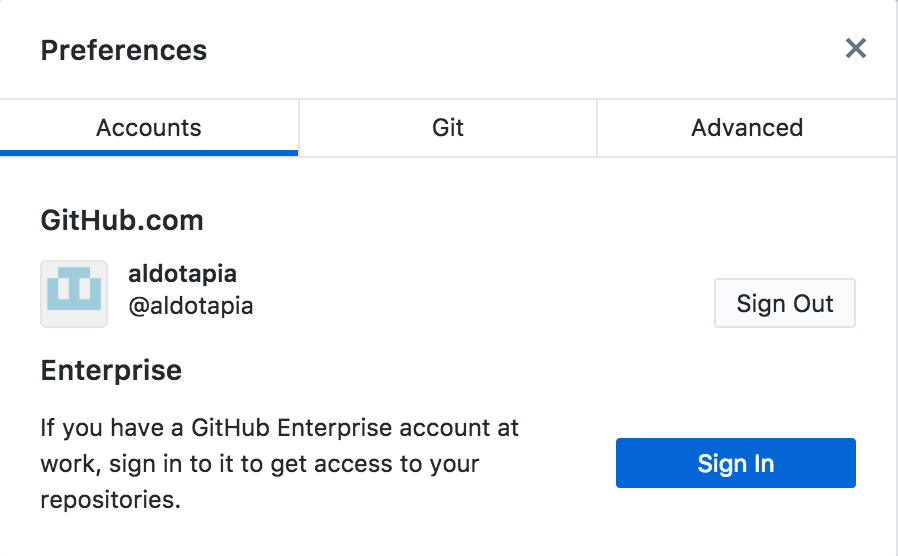 Preferences
Accounts
Git
Advanced
GitHub.com
aldotapia
@aldotapia
Sign Out
Enterprise
If you have a GitHub Enterprise account at
work, sign in to it to get access to your
repositories.
Sign In